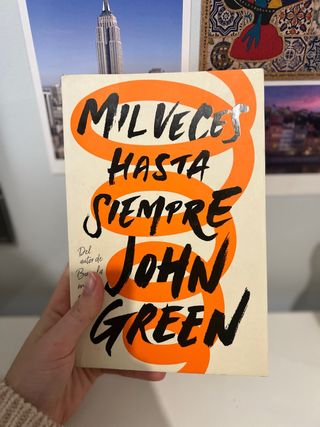 MIL VECES
HASTA
SIEMPRE
JOHN
GREEN
Del
autor de